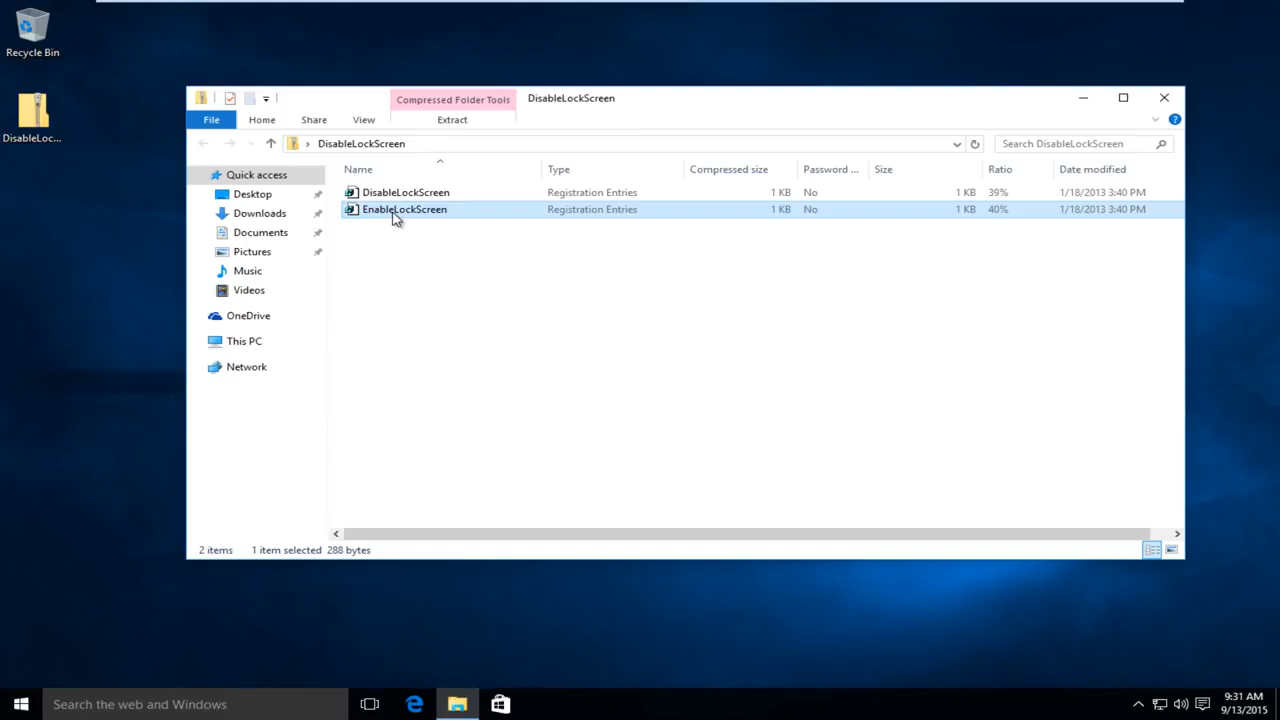 Recycle Bin
DisableLoc...
Compressed Folder Tools
DisableLockScreen
File
Home
Share
View
Extract
DisableLockScreen
Search DisableLockScreen
Name
Type
Compressed size
Password ...
Size
Ratio
Date modified
DisableLockScreen
Registration Entries
1 KB
No
1 KB
39%
1/18/2013 3:40 PM
EnableLockScreen
Registration Entries
1 KB
No
1 KB
40%
1/18/2013 3:40 PM
Quick access
Desktop
Downloads
Documents
Pictures
Music
Videos
OneDrive
This PC
Network
2 items
1 item selected 288 bytes
Search the web and Windows
9:31 AM
9/13/2015